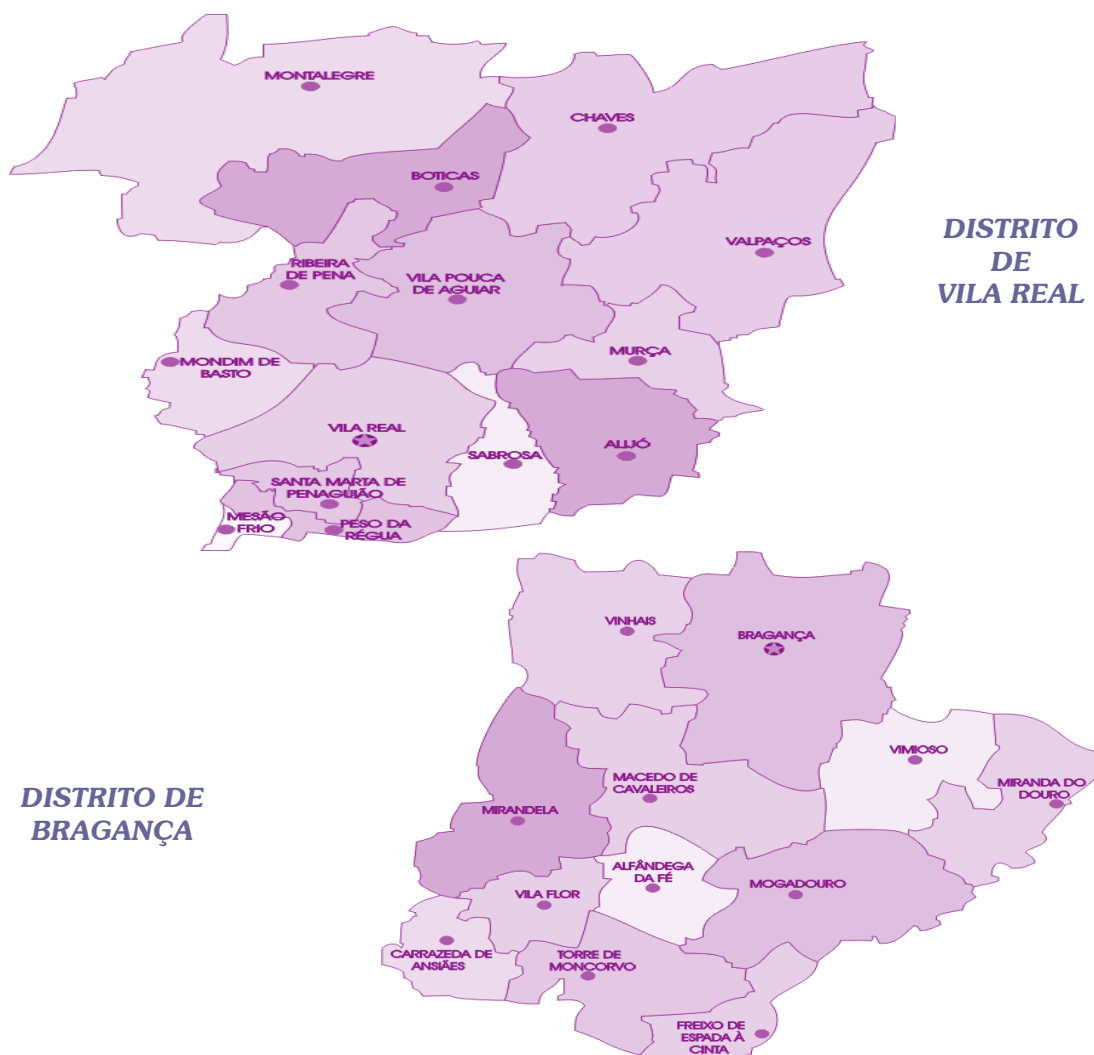 MONTALEGRE
CHAVES
BOTICAS
DISTRITO
DE
VILA REAL
VALPAÇOS
RIBEIRA
DE PENA
VILA POUCA
DE AGUIAR
MURÇA
MONDIM DE
BASTO
VILA REAL
ALIJÓ
SABROSA
SANTA MARTA DE
PENAGUIÃO
MESÃO
FRIO
PESO DA
RÉGUA
VINHAIS
BRAGANÇA
VIMIOSO
MACEDO DE
CAVALEIROS
MIRANDA DO
DOURO
DISTRITO DE
BRAGANÇA
MIRANDELA
ALFÂNDEGA
DA FÉ
MOGADOURO
VILA FLOR
CARRAZEDA DE
ANSIÃES
TORRE DE
MONCORVO
FREIXO DE
ESPADA À
CINTA